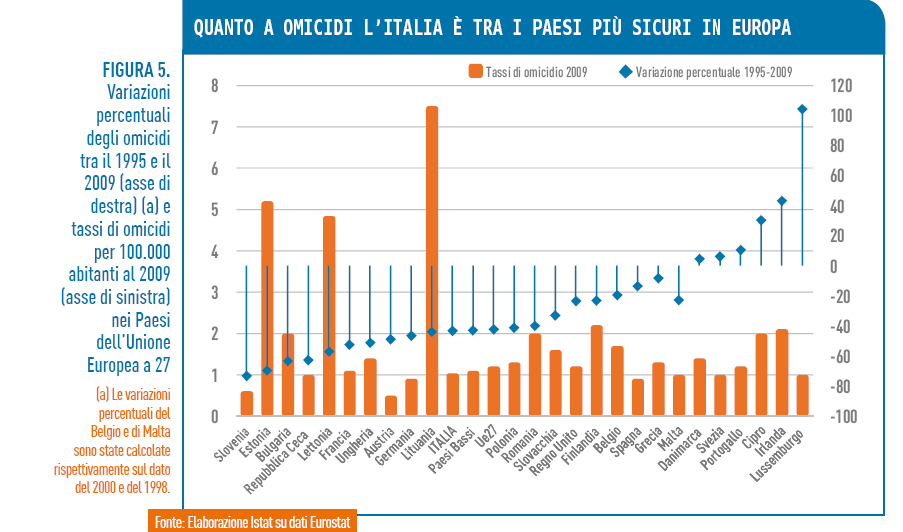 QUANTO A OMICIDI L'ITALIA È TRA I PAESI PIÙ SICURI IN EUROPA
FIGURA 5.
Variazioni
percentuali
degli omicidi
tra il 1995 e il
2009 (asse di
destra) (a) e
tassi di omicidi
per 100.000
abitanti al 2009
(asse di sinistra)
nei Paesi
dell'Unione
Europea a 27
(a) Le variazioni
percentuali del
Belgio e di Malta
sono state calcolate
rispettivamente sul dato
del 2000 e del 1998.
Tassi di omicidio 2009
Variazione percentuale 1995-2009
8
7
6
5
4
3
2
1
0
120
100
80
60
40
20
0
-20
-40
-60
-80
-100
Slovenia
Estonia
Bulgaria
Repubblica Ceca
Lettonia
Francia
Ungheria
Austria
Germania
Lituania
ITALIA
Paesi Bassi
Ue27
Polonia
Romania
Slovacchia
Regno Unito
Finlandia
Belgio
Spagna
Grecia
Malta
Danimarca
Svezia
Portogallo
Cipro
Irlanda
Lussemburgo
Fonte: Elaborazione Istat su dati Eurostat